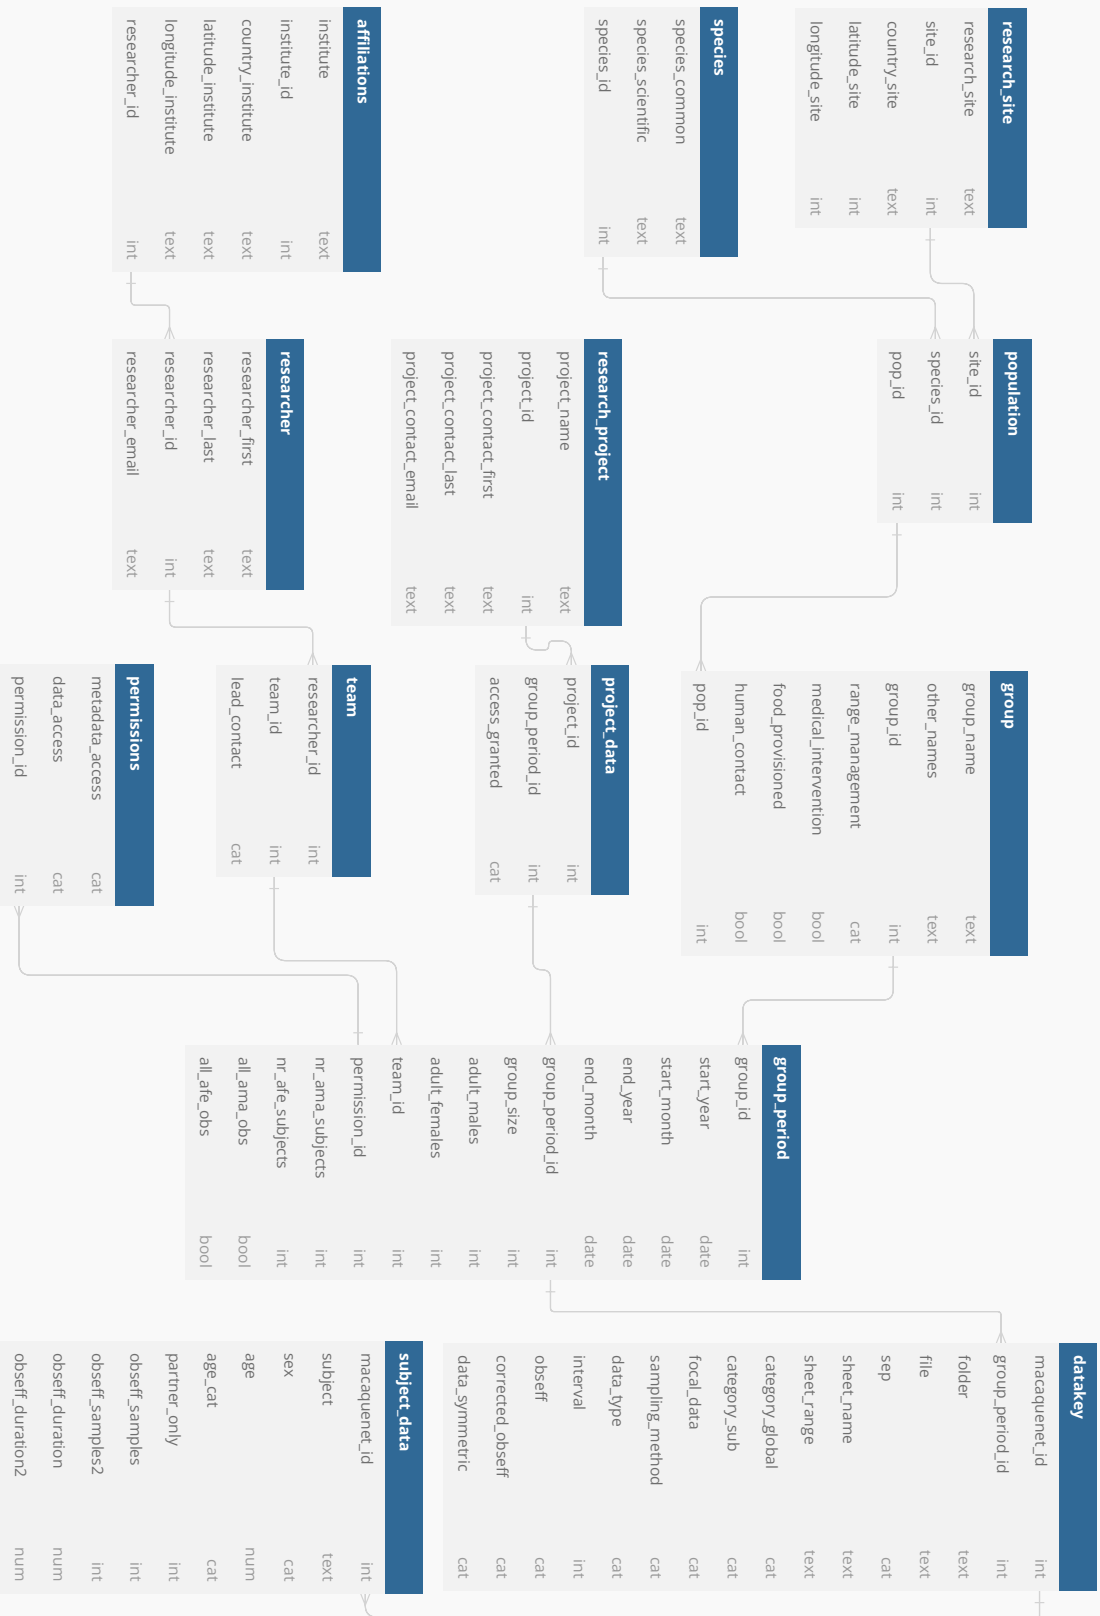 research_site
research_site text
site_id int
country_site text
latitude_site int
longitude_site int
species
species_common text
species_scientific text
species_id int
affiliations
institute text
institute_id int
country_institute text
latitude_institute text
longitude_institute text
researcher_id int
population
site_id int
species_id int
pop_id int
research_project
project_name text
project_id int
project_contact_first text
project_contact_last text
project_contact_email text
researcher
researcher_first text
researcher_last text
researcher_id int
researcher_email text
group
group_name text
other_names text
group_id int
range_management cat
medical_intervention bool
food_provisioned bool
human_contact bool
pop_id int
project_data
project_id int
group_period_id int
access_granted cat
team
researcher_id int
team_id int
lead_contact cat
permissions
metadata_access cat
data_access cat
permission_id int
group_period
group_id int
start_year date
start_month date
end_year date
end_month date
group_period_id int
group_size int
adult_males int
adult_females int
team_id int
permission_id int
nr_ama_subjects int
nr_afe_subjects int
all_ama_obs bool
all_afe_obs bool
datakey
macaquenet_id int
group_period_id int
folder text
file text
sep cat
sheet_name text
sheet_range text
category_global cat
category_sub cat
focal_data cat
sampling_method cat
data_type cat
interval int
obseff cat
corrected_obseff cat
data_symmetric cat
subject_data
macaquenet_id int
subject text
sex cat
age num
age_cat cat
partner_only int
obseff_samples int
obseff_samples2 int
obseff_duration num
obseff_duration2 num